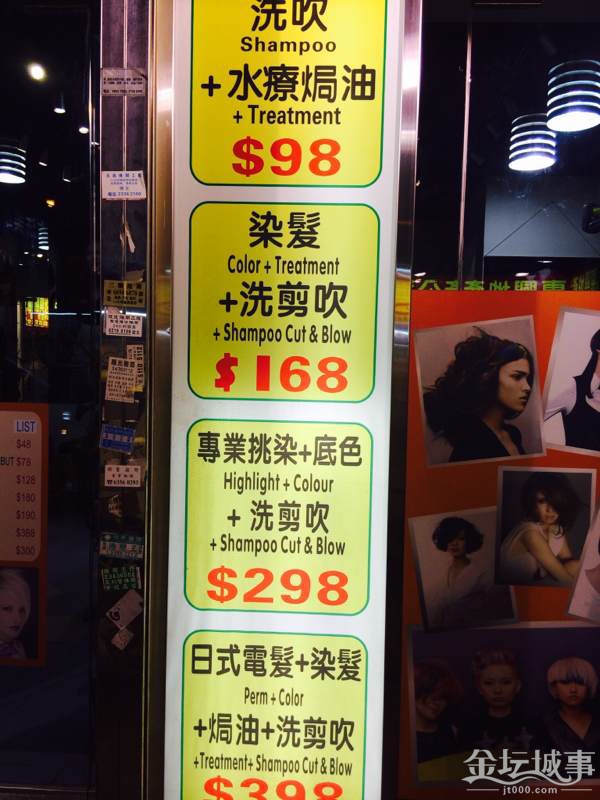 洗吹
Shampoo
+水療焗油
+Treatment
$98
染髮
Color+Treatment
+洗剪吹
+Shampoo Cut & Blow
$168
專業挑染+底色
Highlight+Colour
+洗剪吹
+Shampoo Cut & Blow
$298
日式電髮+染髮
Perm+Color
+焗油+洗剪吹
+Treatment+Shampoo Cut & Blow
$398
LIST
$48
BUT $78
$128
$180
$190
$388
$300
金坛城事
jt000.com